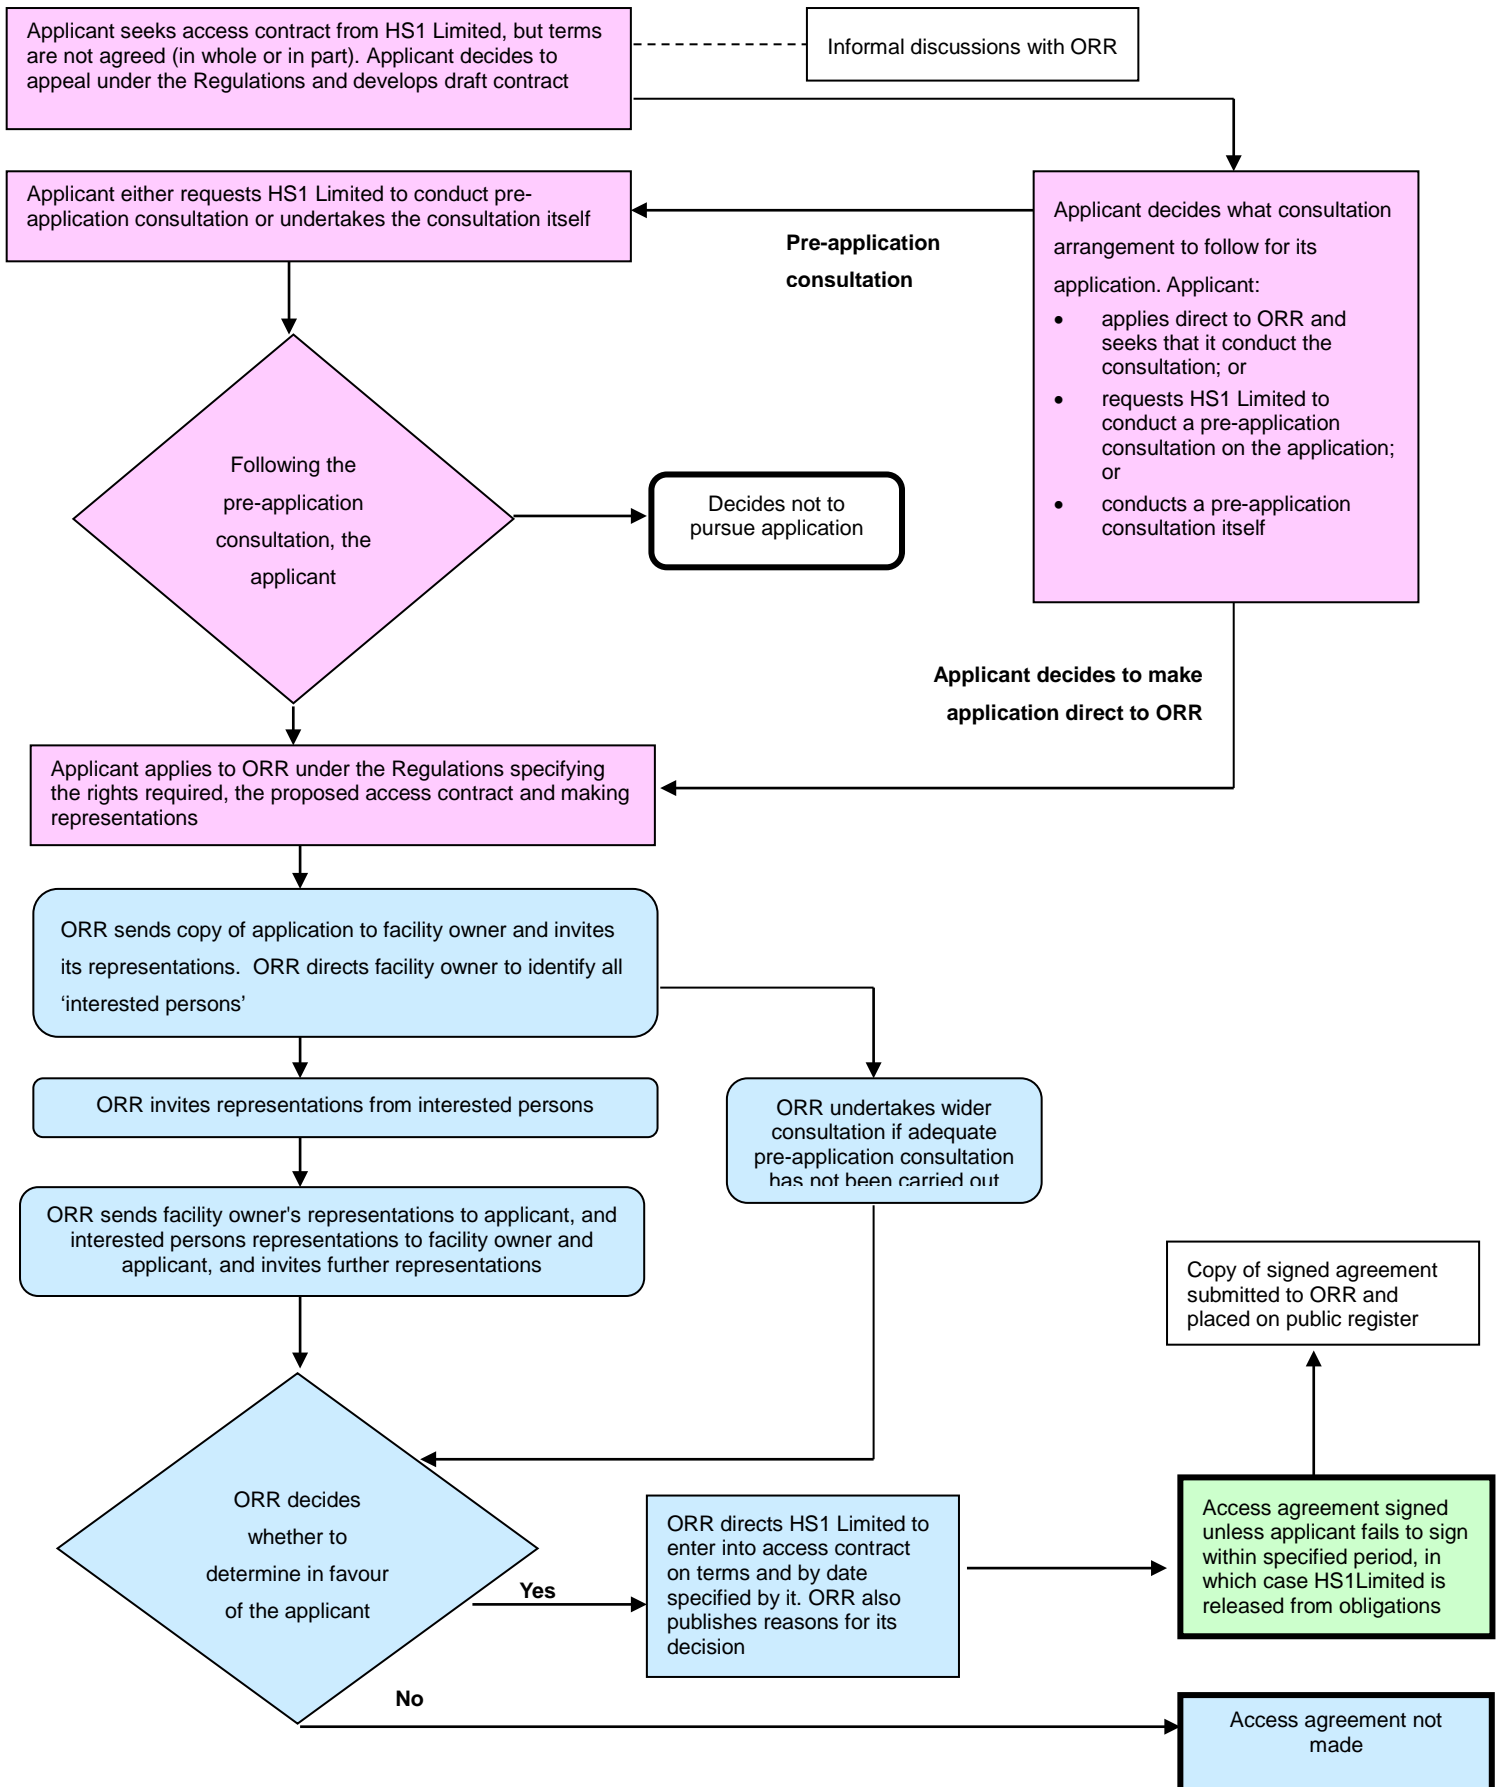 Applicant seeks access contract from HS1 Limited, but terms
are not agreed (in whole or in part). Applicant decides to
appeal under the Regulations and develops draft contract
Informal discussions with ORR
Applicant either requests HS1 Limited to conduct pre-
application consultation or undertakes the consultation itself
Pre-application
consultation
Applicant decides what consultation
arrangement to follow for its
application. Applicant:
• applies direct to ORR and
seeks that it conduct the
consultation; or
• requests HS1 Limited to
conduct a pre-application
consultation on the application;
or
• conducts a pre-application
consultation itself
Following the
pre-application
consultation, the
applicant
Decides not to
pursue application
Applicant decides to make
application direct to ORR
Applicant applies to ORR under the Regulations specifying
the rights required, the proposed access contract and making
representations
ORR sends copy of application to facility owner and invites
its representations.  ORR directs facility owner to identify all
‘interested persons’
ORR invites representations from interested persons
ORR undertakes wider
consultation if adequate
pre-application consultation
has not been carried out
ORR sends facility owner's representations to applicant, and
interested persons representations to facility owner and
applicant, and invites further representations
Copy of signed agreement
submitted to ORR and
placed on public register
ORR decides
whether to
determine in favour
of the applicant
Yes
ORR directs HS1 Limited to
enter into access contract
on terms and by date
specified by it. ORR also
publishes reasons for its
decision
Access agreement signed
unless applicant fails to sign
within specified period, in
which case HS1Limited is
released from obligations
No
Access agreement not
made